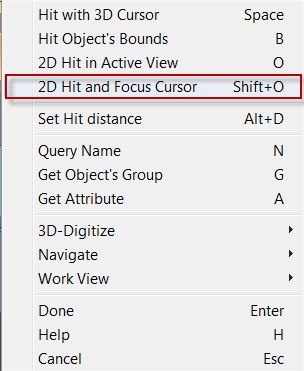 Hit with 3D Cursor Space
Hit Object's Bounds B
2D Hit in Active View O
2D Hit and Focus Cursor Shift+O
Set Hit distance Alt+D
Query Name N
Get Object's Group G
Get Attribute A
3D-Digitize
Navigate
Work View
Done Enter
Help H
Cancel Esc